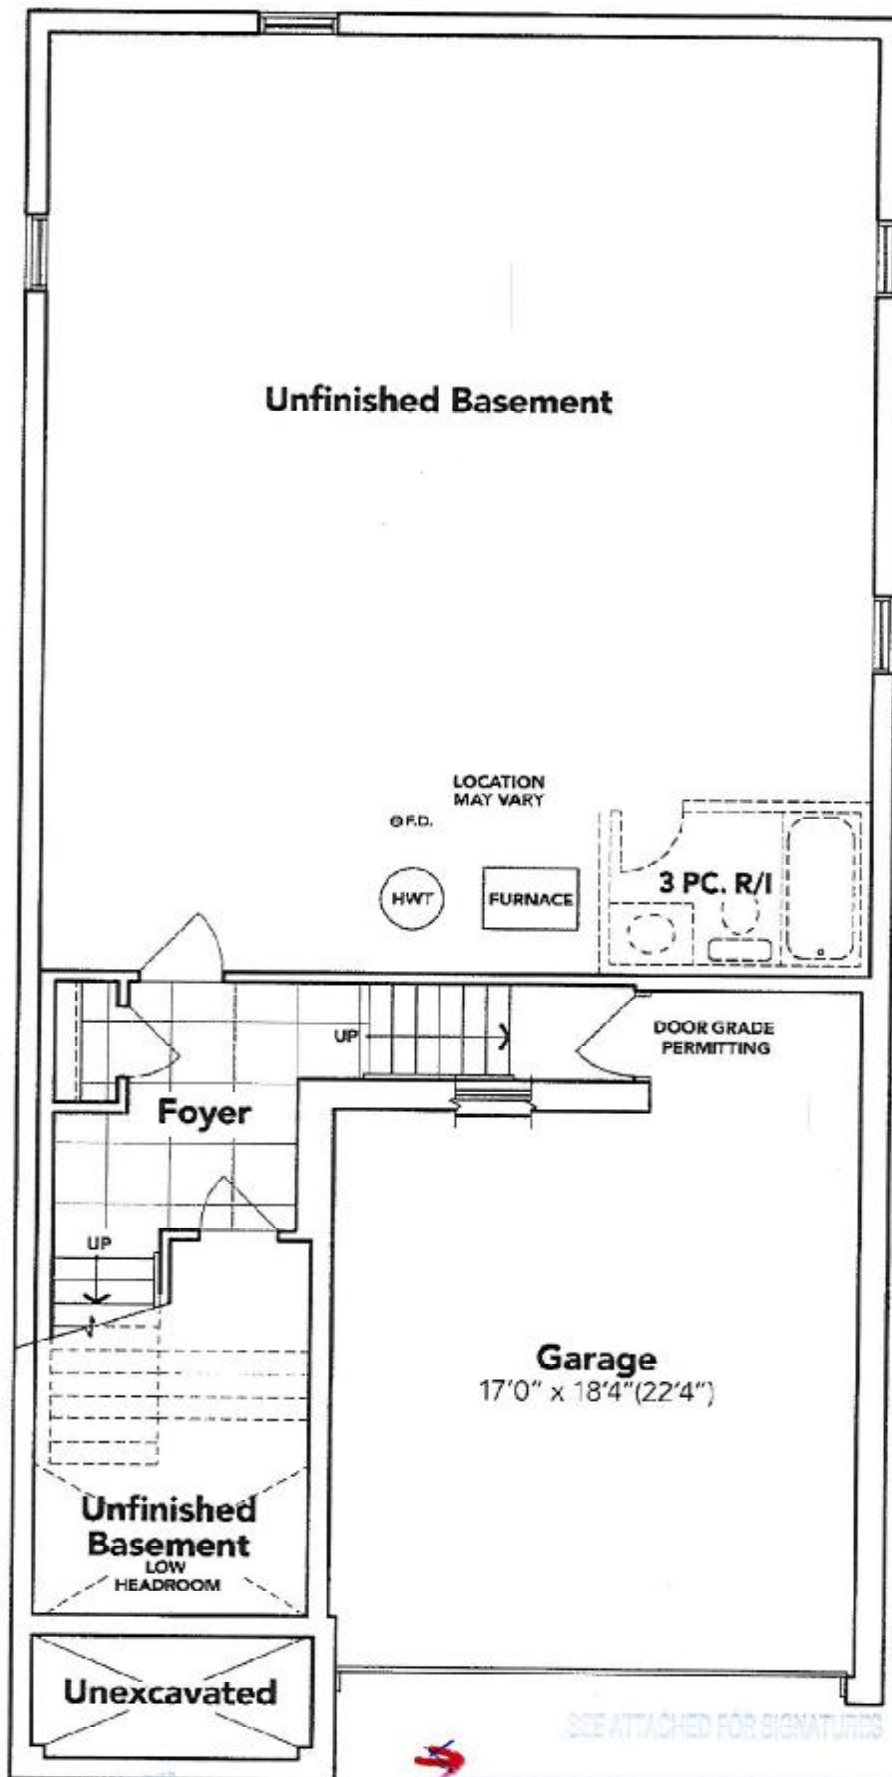 Unfinished Basement
LOCATION
MAY VARY
F.D.
HWT
FURNACE
3 PC. R/I
UP
DOOR GRADE
PERMITTING
Foyer
UP
Garage
17'0" x 18'4"(22'4")
Unfinished
Basement
LOW
HEADROOM
Unexcavated
SEE ATTACHED FOR SIGNATURES